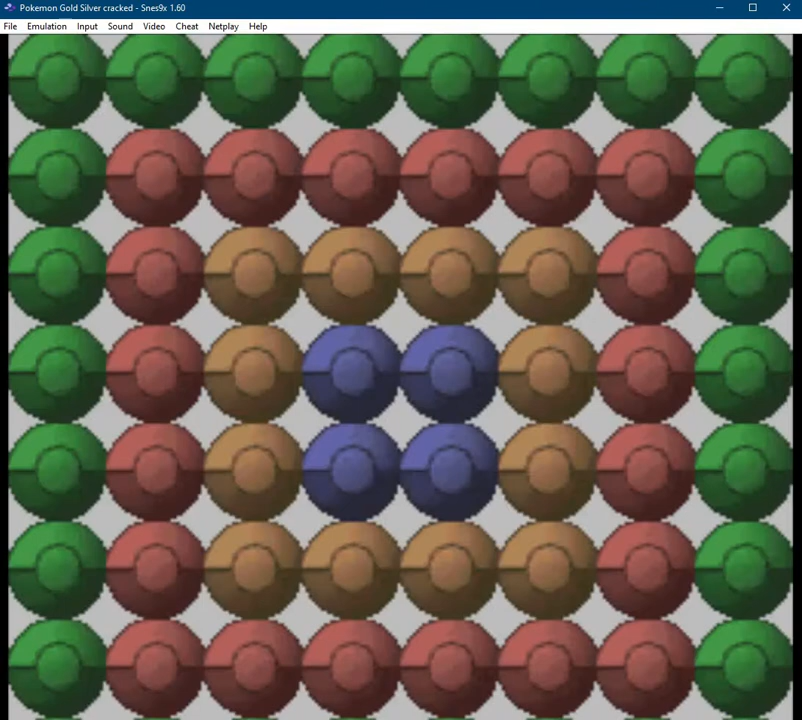 Pokemon Gold Silver cracked - Snes9x 1.60
File Emulation Input Sound Video Cheat Netplay Help